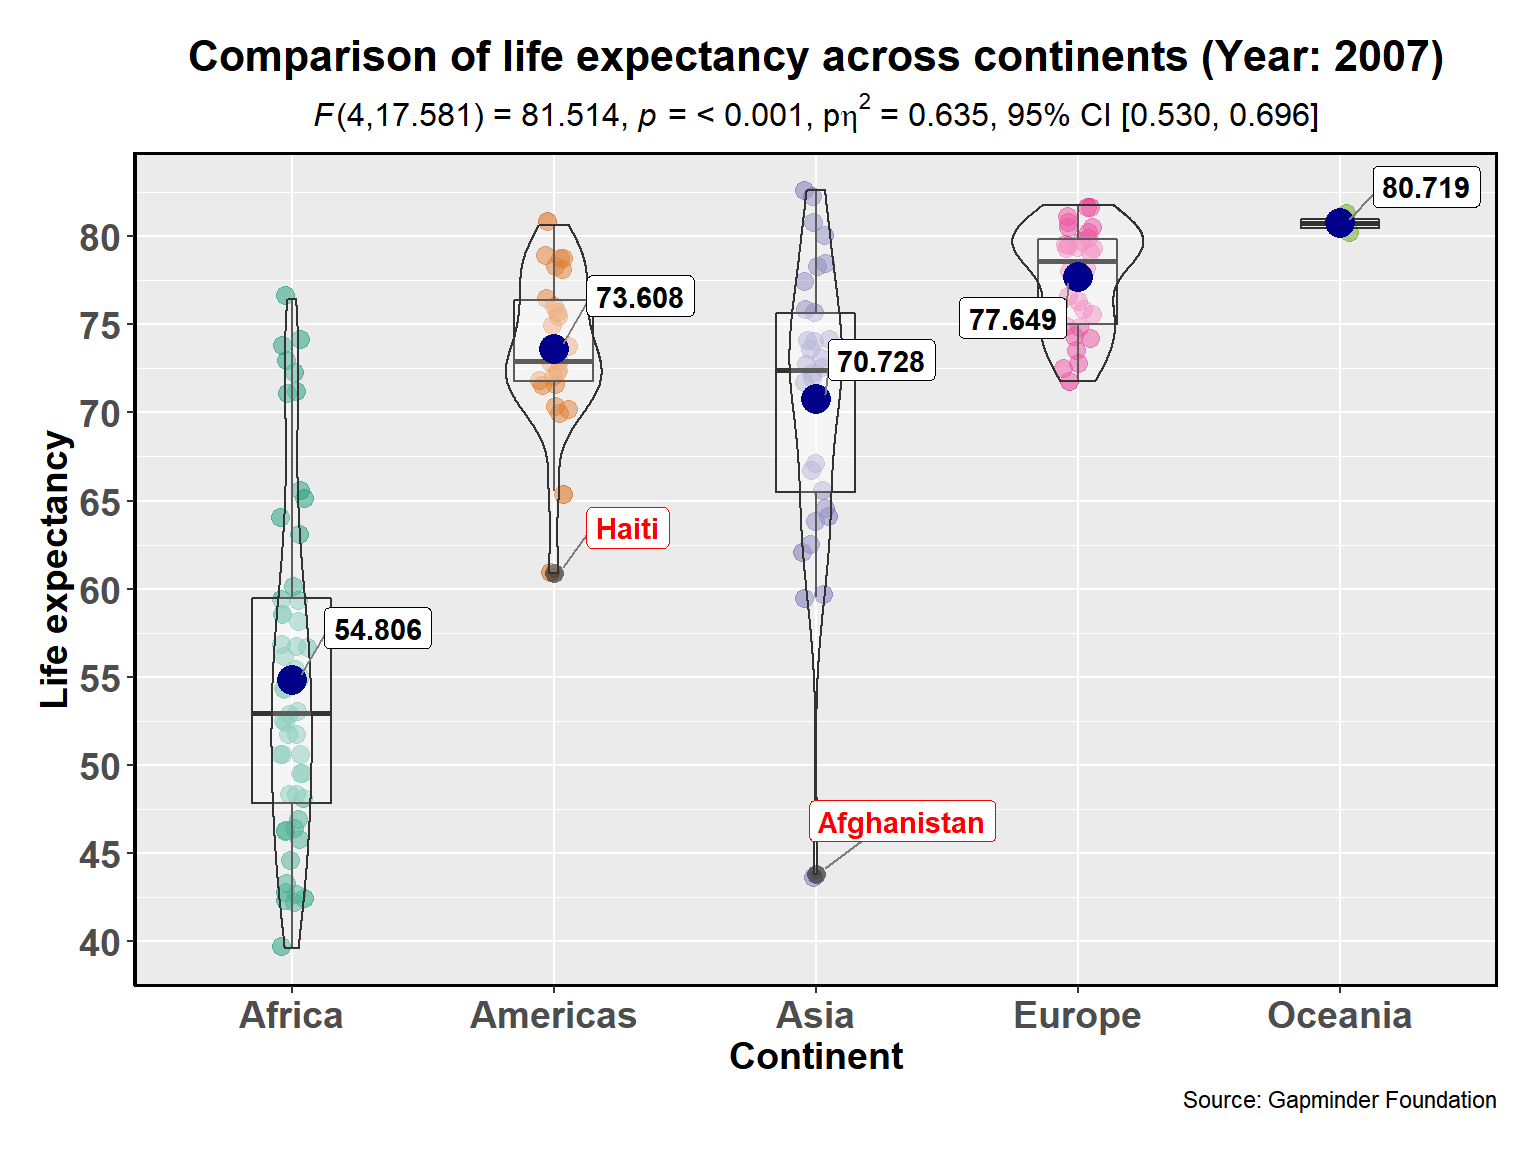 Comparison of life expectancy across continents (Year: 2007)
F(4,17.581) = 81.514, p = < 0.001, pη² = 0.635, 95% CI [0.530, 0.696]
Life expectancy
80
75
70
65
60
55
50
45
40
80.719
73.608
77.649
70.728
Haiti
54.806
Afghanistan
Africa
Americas
Asia
Europe
Oceania
Continent
Source: Gapminder Foundation